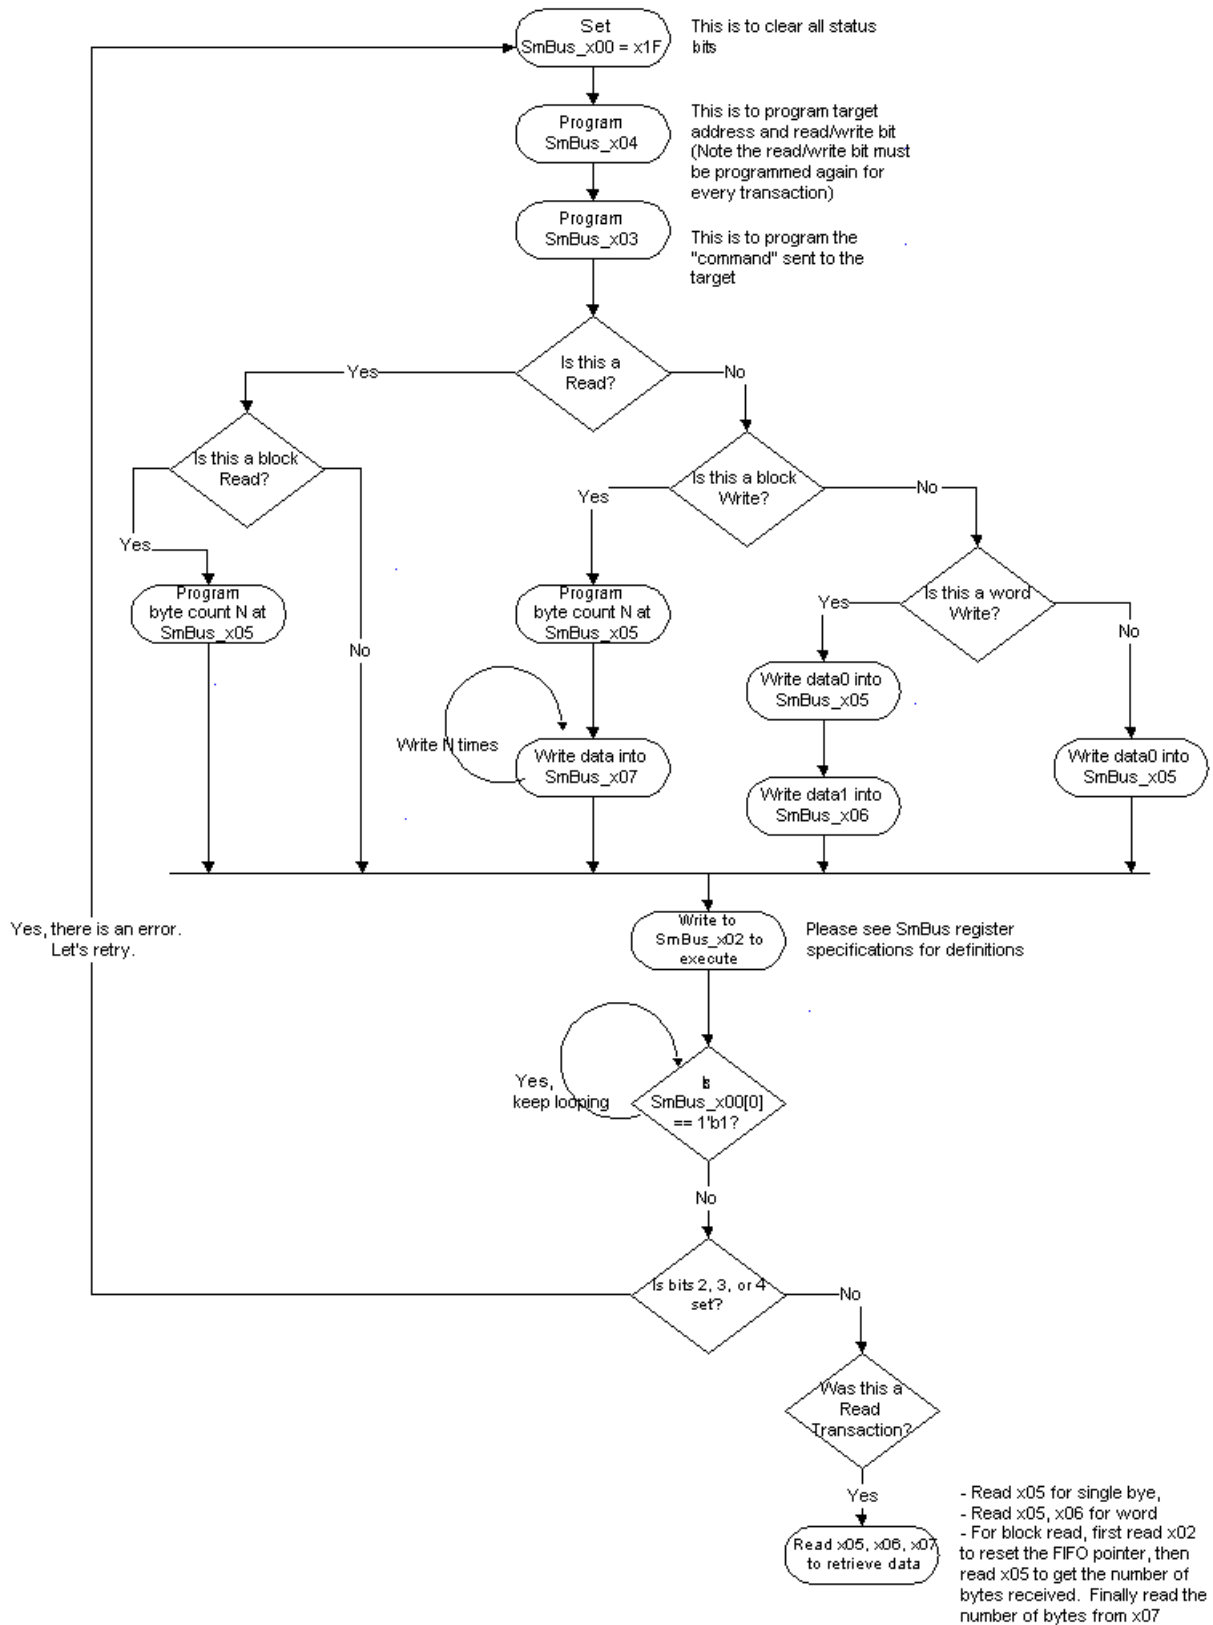 Set
SmBus_x00 = x1F
This is to clear all status
bits
Program
SmBus_x04
This is to program target
address and read/write bit
(Note the read/write bit must
be programmed again for
every transaction)
Program
SmBus_x03
This is to program the
"command" sent to the
target
Is this a
Read?
Yes
No
Is this a block
Read?
Is this a block
Write?
Yes
No
Yes
Is this a word
Write?
Program
byte count N at
SmBus_x05
Program
byte count N at
SmBus_x05
Yes
No
No
Write data0 into
SmBus_x05
Write N times
Write data into
SmBus_x07
Write data0 into
SmBus_x05
Write data1 into
SmBus_x06
Yes, there is an error.
Let's retry.
Write to
SmBus_x02 to
execute
Please see SmBus register
specifications for definitions
Yes,
keep looping
Is
SmBus_x00[0]
== 1'b1?
No
Is bits 2, 3, or 4
set?
No
Was this a
Read
Transaction?
Yes
Read x05, x06, x07
to retrieve data
- Read x05 for single bye,
- Read x05, x06 for word
- For block read, first read x02
to reset the FIFO pointer, then
read x05 to get the number of
bytes received. Finally read the
number of bytes from x07